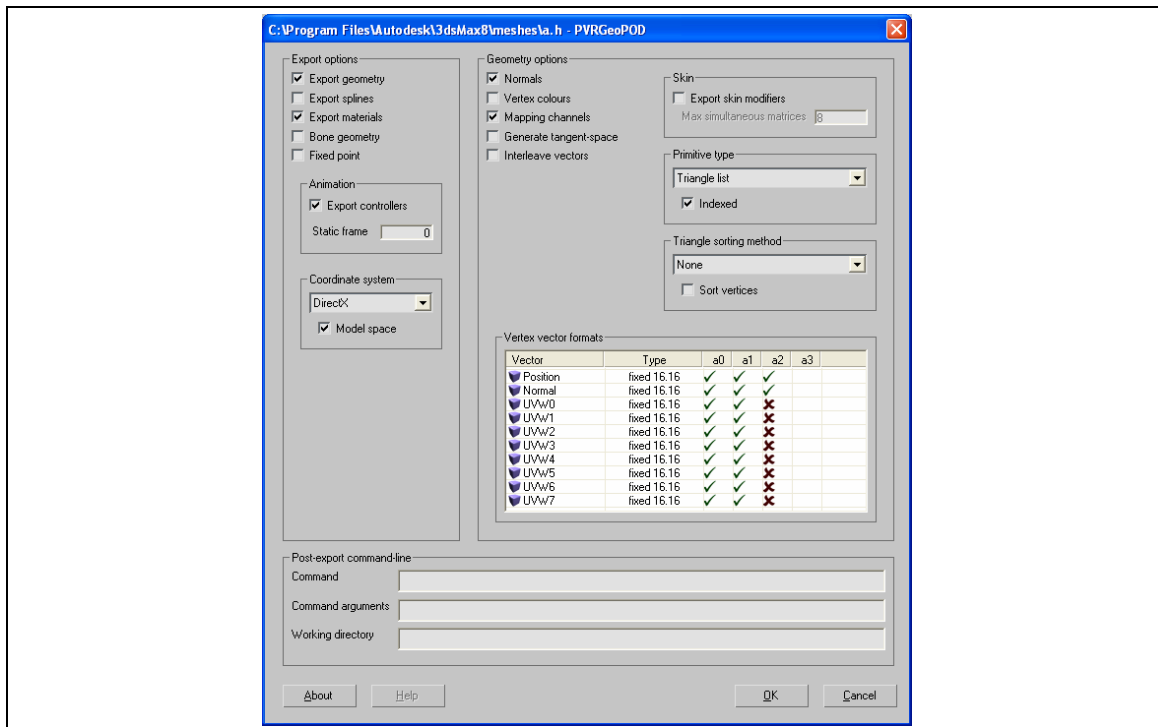 C:\Program Files\Autodesk\3dsMax8\meshes\a.h - PVRGeoPOD
Export options
Export geometry
Export splines
Export materials
Bone geometry
Fixed point
Animation
Export controllers
Static frame 0
Coordinate system
DirectX
Model space
Geometry options
Normals
Vertex colours
Mapping channels
Generate tangent-space
Interleave vectors
Skin
Export skin modifiers
Max simultaneous matrices 8
Primitive type
Triangle list
Indexed
Triangle sorting method
None
Sort vertices
Vertex vector formats
Vector Type a0 a1 a2 a3
Position fixed 16.16
Normal fixed 16.16
UVW0 fixed 16.16
UVW1 fixed 16.16
UVW2 fixed 16.16
UVW3 fixed 16.16
UVW4 fixed 16.16
UVW5 fixed 16.16
UVW6 fixed 16.16
UVW7 fixed 16.16
Post-export command-line
Command
Command arguments
Working directory
About Help OK Cancel